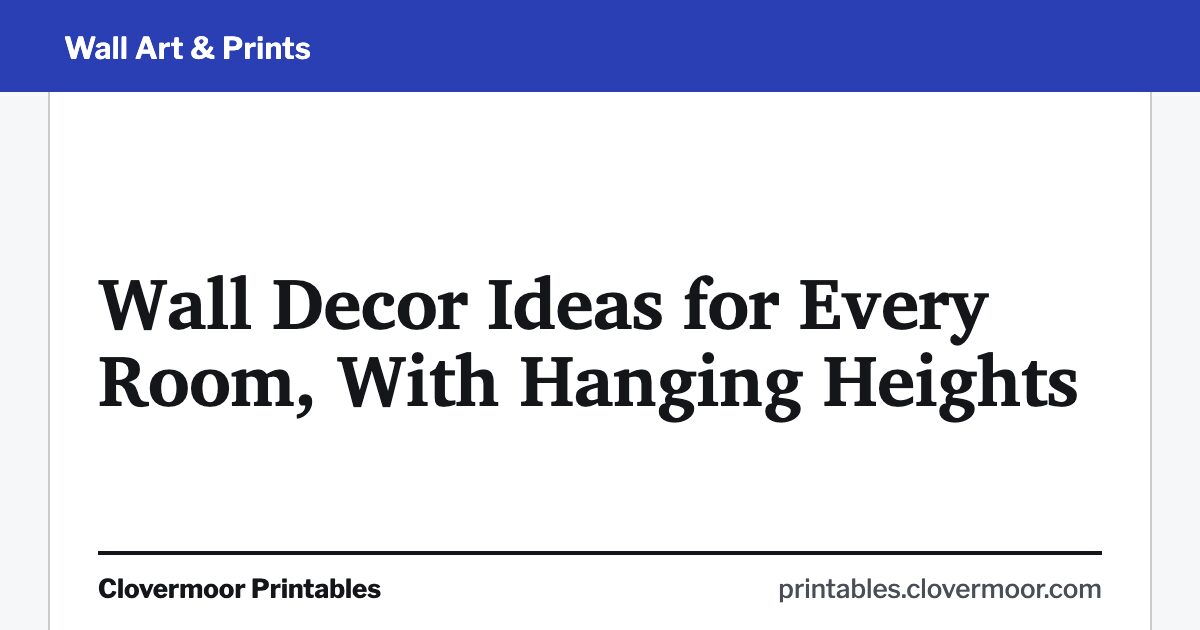 Wall Art & Prints
Wall Decor Ideas for Every
Room, With Hanging Heights
Clovermoor Printables
printables.clovermoor.com